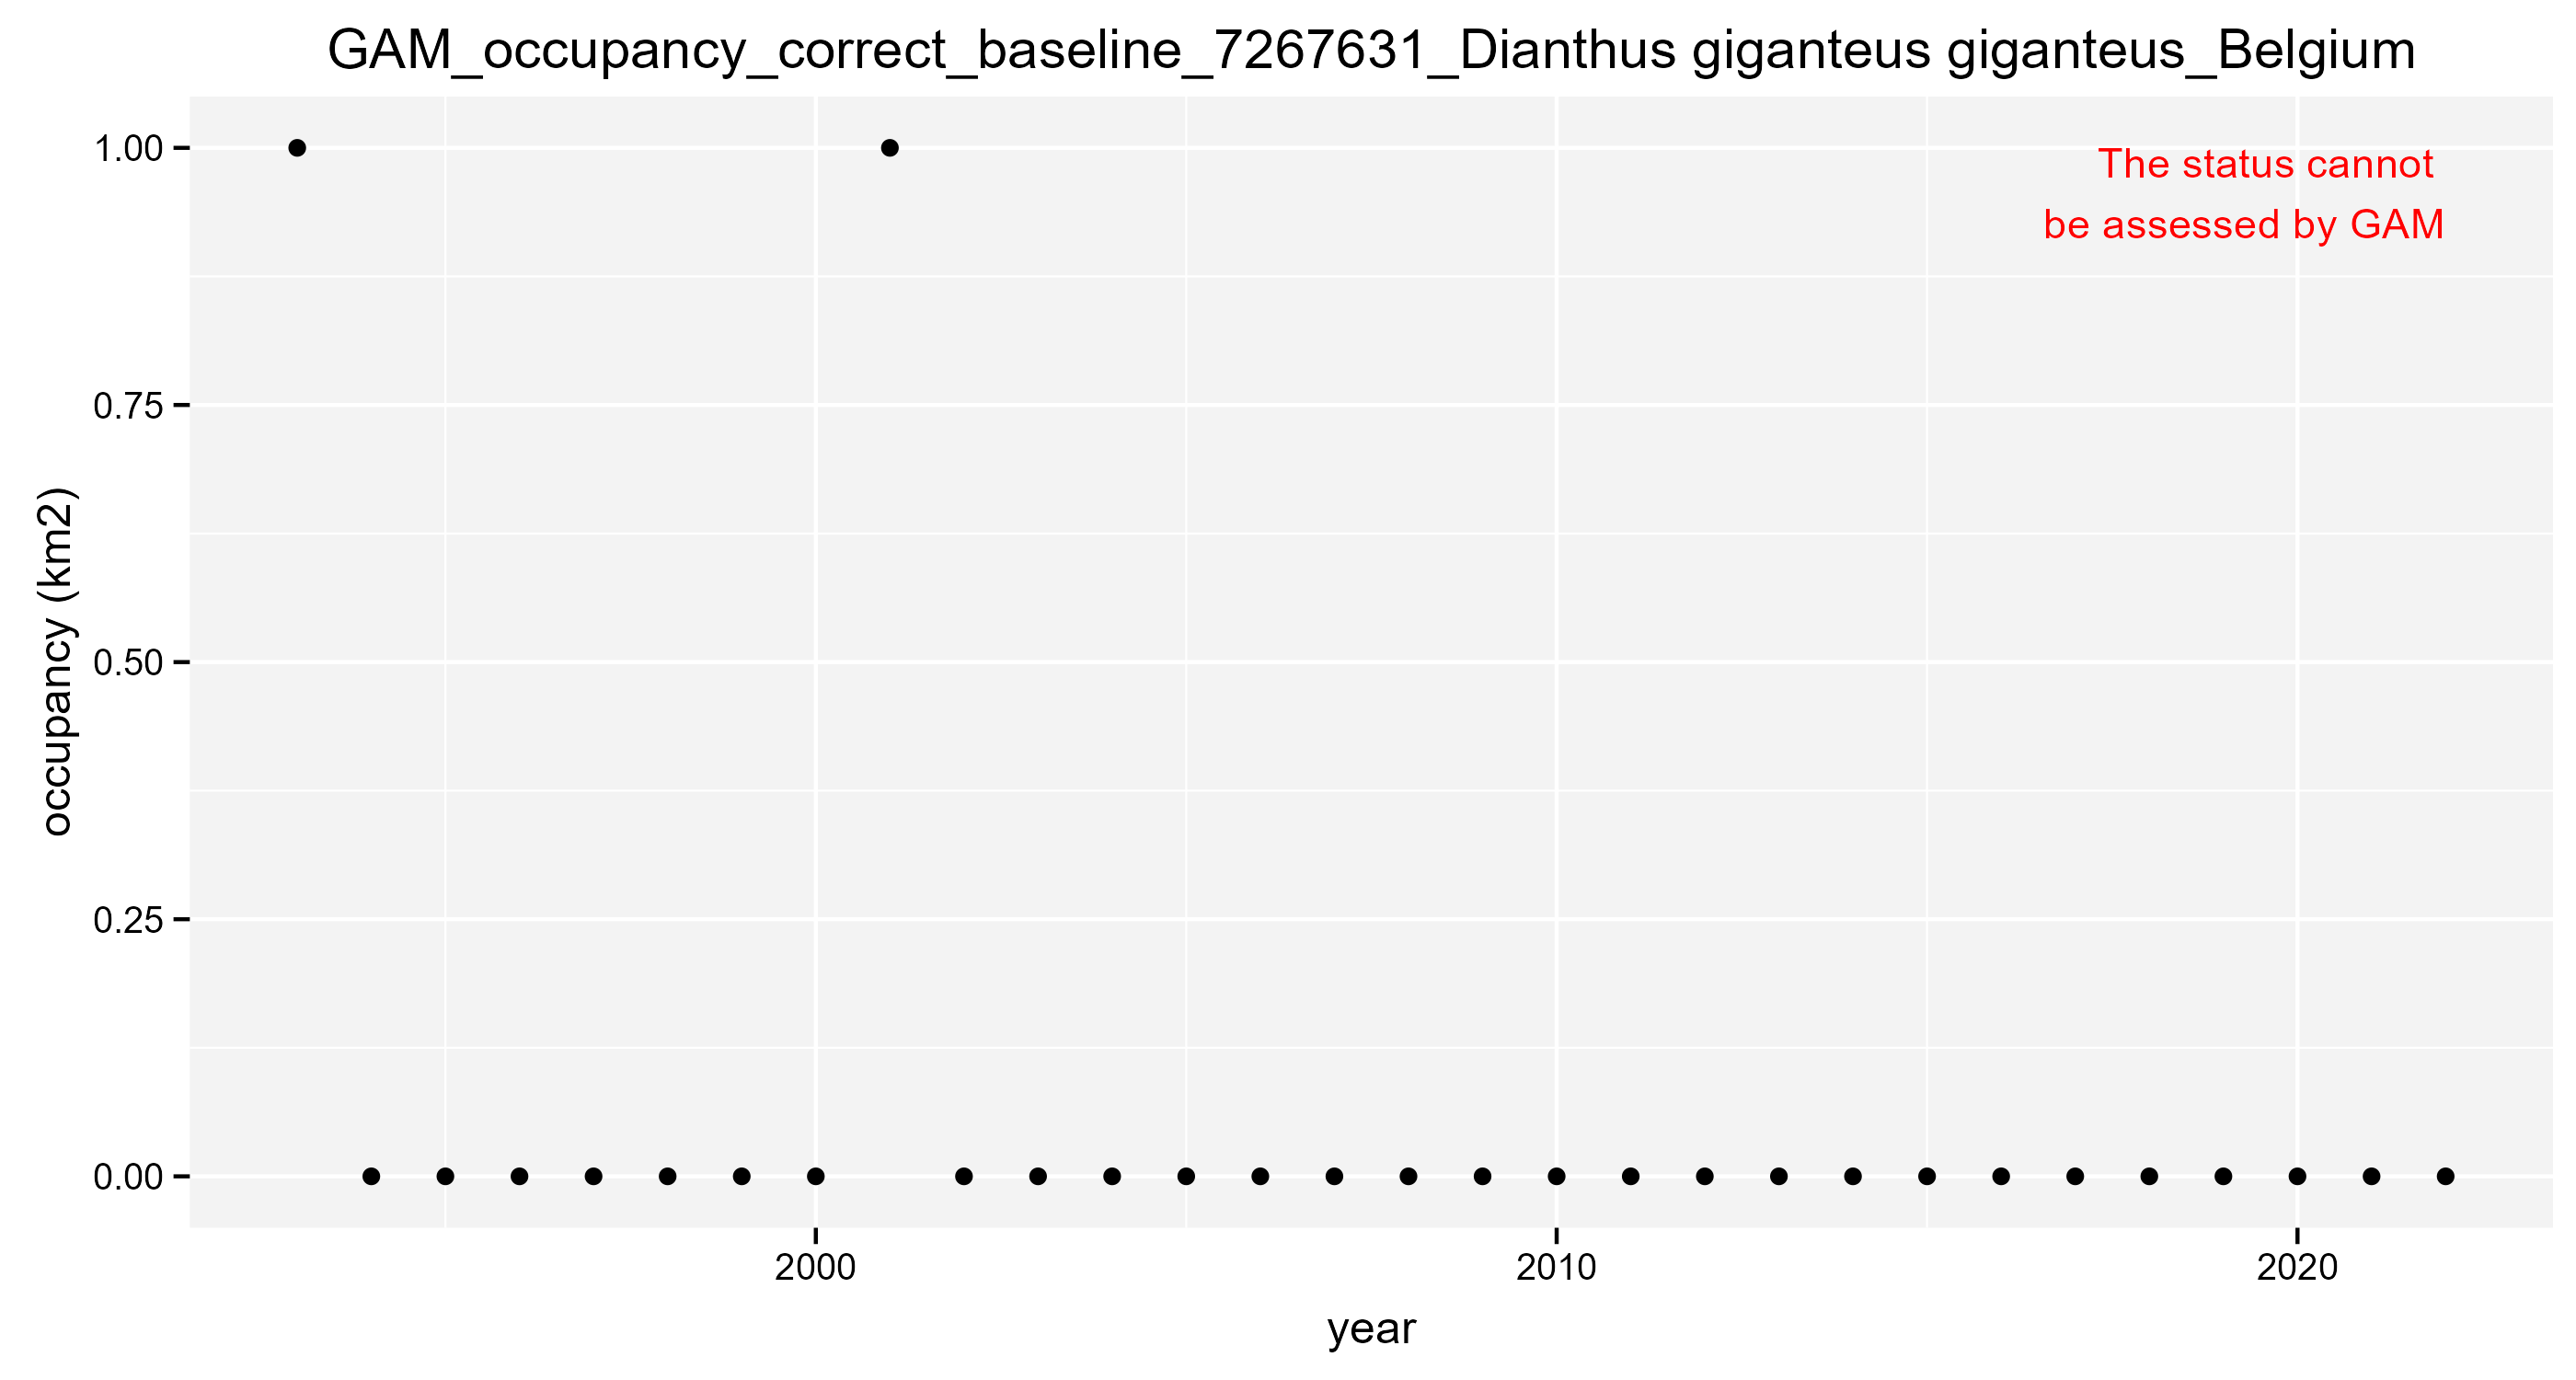 GAM_occupancy_correct_baseline_7267631_Dianthus giganteus giganteus_Belgium
The status cannot
be assessed by GAM
occupancy (km2)
1.00
0.75
0.50
0.25
0.00
2000 2010 2020
year